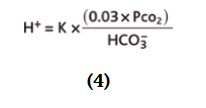 H⁺ = K × (0.03 × Pco₂) / HCO₃⁻
(4)